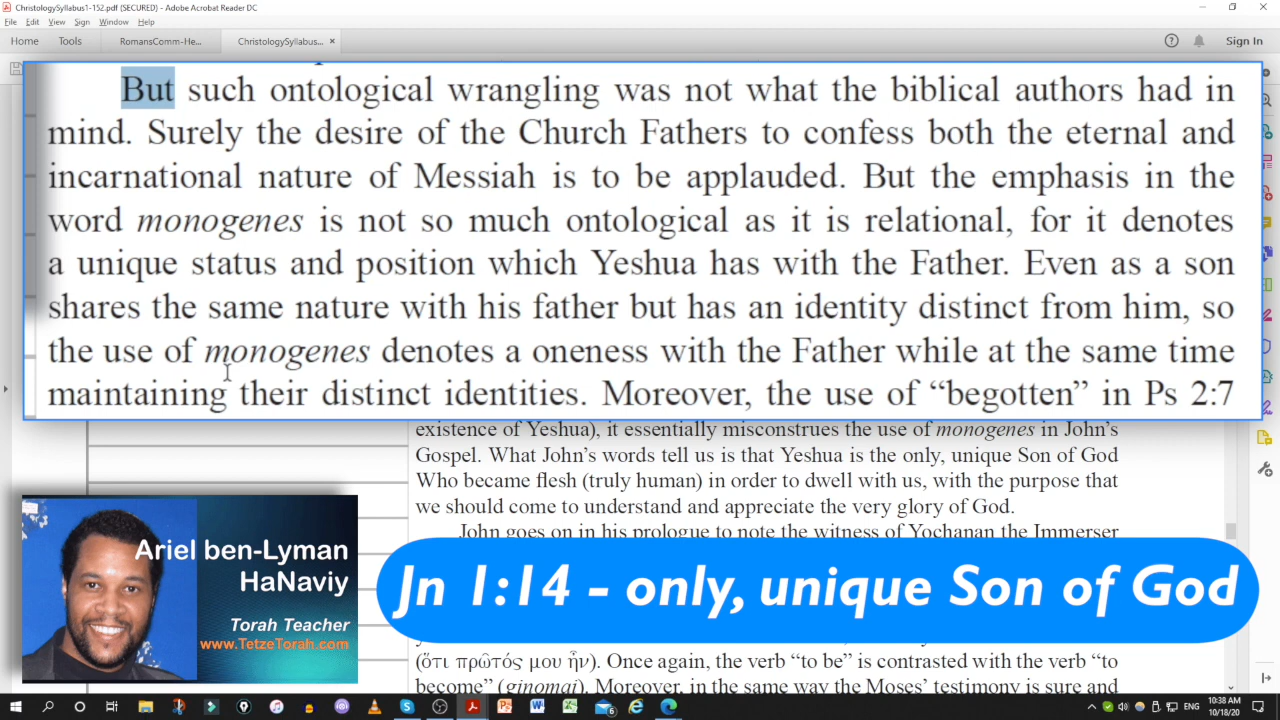 ChristologySyllabus1-152.pdf (SECURED) - Adobe Acrobat Reader DC
File Edit View Sign Window Help
Home Tools RomansComm-He... ChristologySyllabus... × Sign In
But such ontological wrangling was not what the biblical authors had in
mind. Surely the desire of the Church Fathers to confess both the eternal and
incarnational nature of Messiah is to be applauded. But the emphasis in the
word monogenes is not so much ontological as it is relational, for it denotes
a unique status and position which Yeshua has with the Father. Even as a son
shares the same nature with his father but has an identity distinct from him, so
the use of monogenes denotes a oneness with the Father while at the same time
maintaining their distinct identities. Moreover, the use of “begotten” in Ps 2:7
existence of Yeshua), it essentially misconstrues the use of monogenes in John’s
Gospel. What John’s words tell us is that Yeshua is the only, unique Son of God
Who became flesh (truly human) in order to dwell with us, with the purpose that
we should come to understand and appreciate the very glory of God.
John goes on in his prologue to note the witness of Yochanan the Immerser
Ariel ben-Lyman
HaNaviy
Torah Teacher
www.TetzeTorah.com
Jn 1:14 - only, unique Son of God
(ὅτι πρῶτός μου ἦν). Once again, the verb “to be” is contrasted with the verb “to
become” (ginomai). Moreover, in the same way the Moses’ testimony is sure and
ENG
10:38 AM
10/18/20